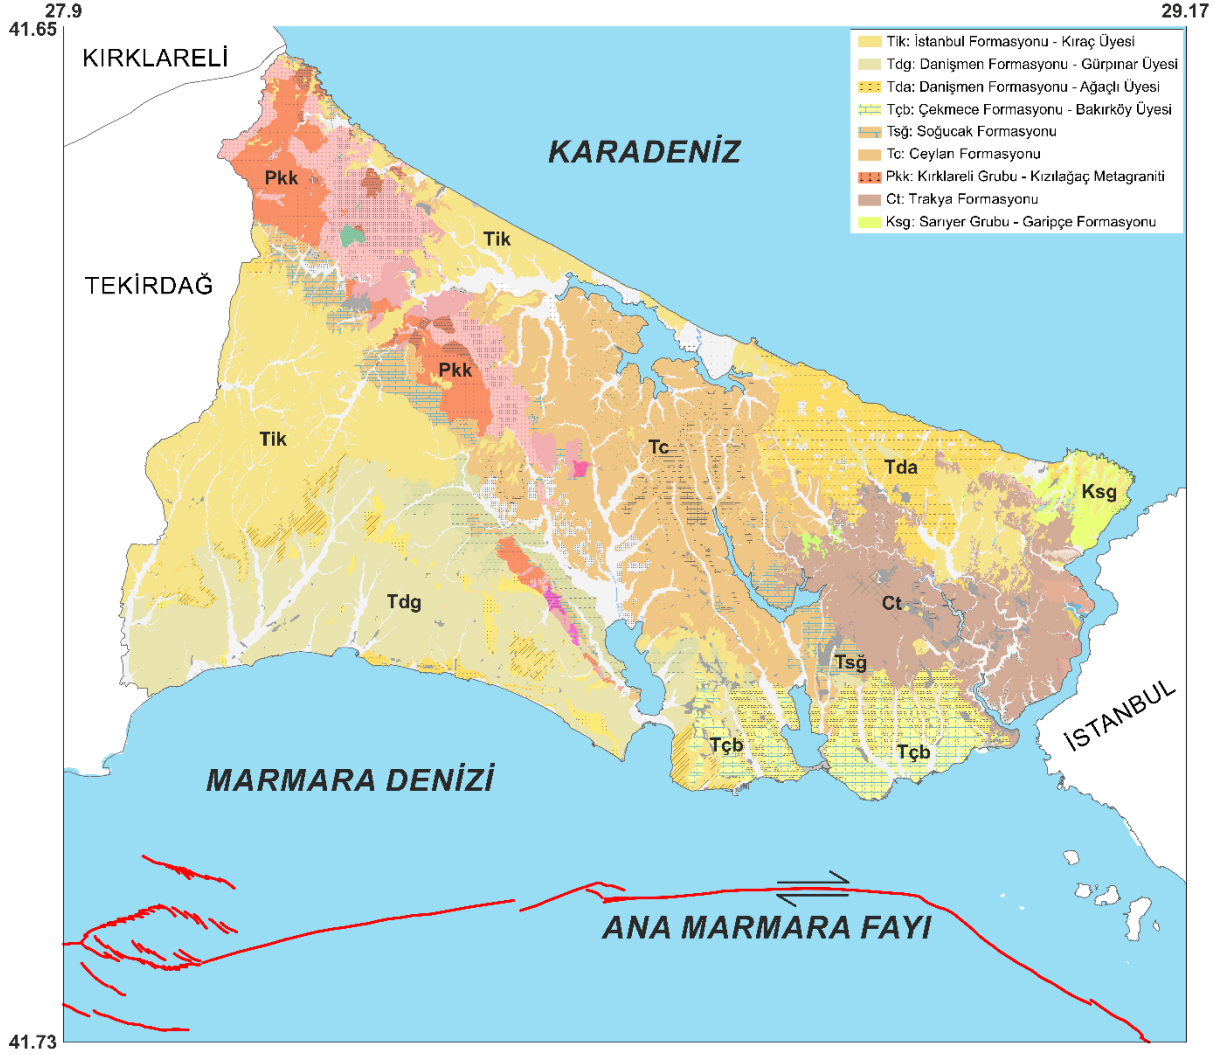 27.9
29.17
41.65
KIRKLARELİ
Tik: İstanbul Formasyonu - Kıraç Üyesi
Tdg: Danişmen Formasyonu - Gürpınar Üyesi
Tda: Danişmen Formasyonu - Ağaçlı Üyesi
Tçb: Çekmece Formasyonu - Bakırköy Üyesi
Tsğ: Soğucak Formasyonu
Tc: Ceylan Formasyonu
Pkk: Kırklareli Grubu - Kızılağaç Metagraniti
Ct: Trakya Formasyonu
Ksg: Sarıyer Grubu - Garipçe Formasyonu
KARADENİZ
Pkk
Tik
TEKİRDAĞ
Pkk
Tik
Tc
Tda
Ksg
Tdg
Ct
Tsğ
İSTANBUL
Tçb
Tçb
MARMARA DENİZİ
ANA MARMARA FAYI
41.73